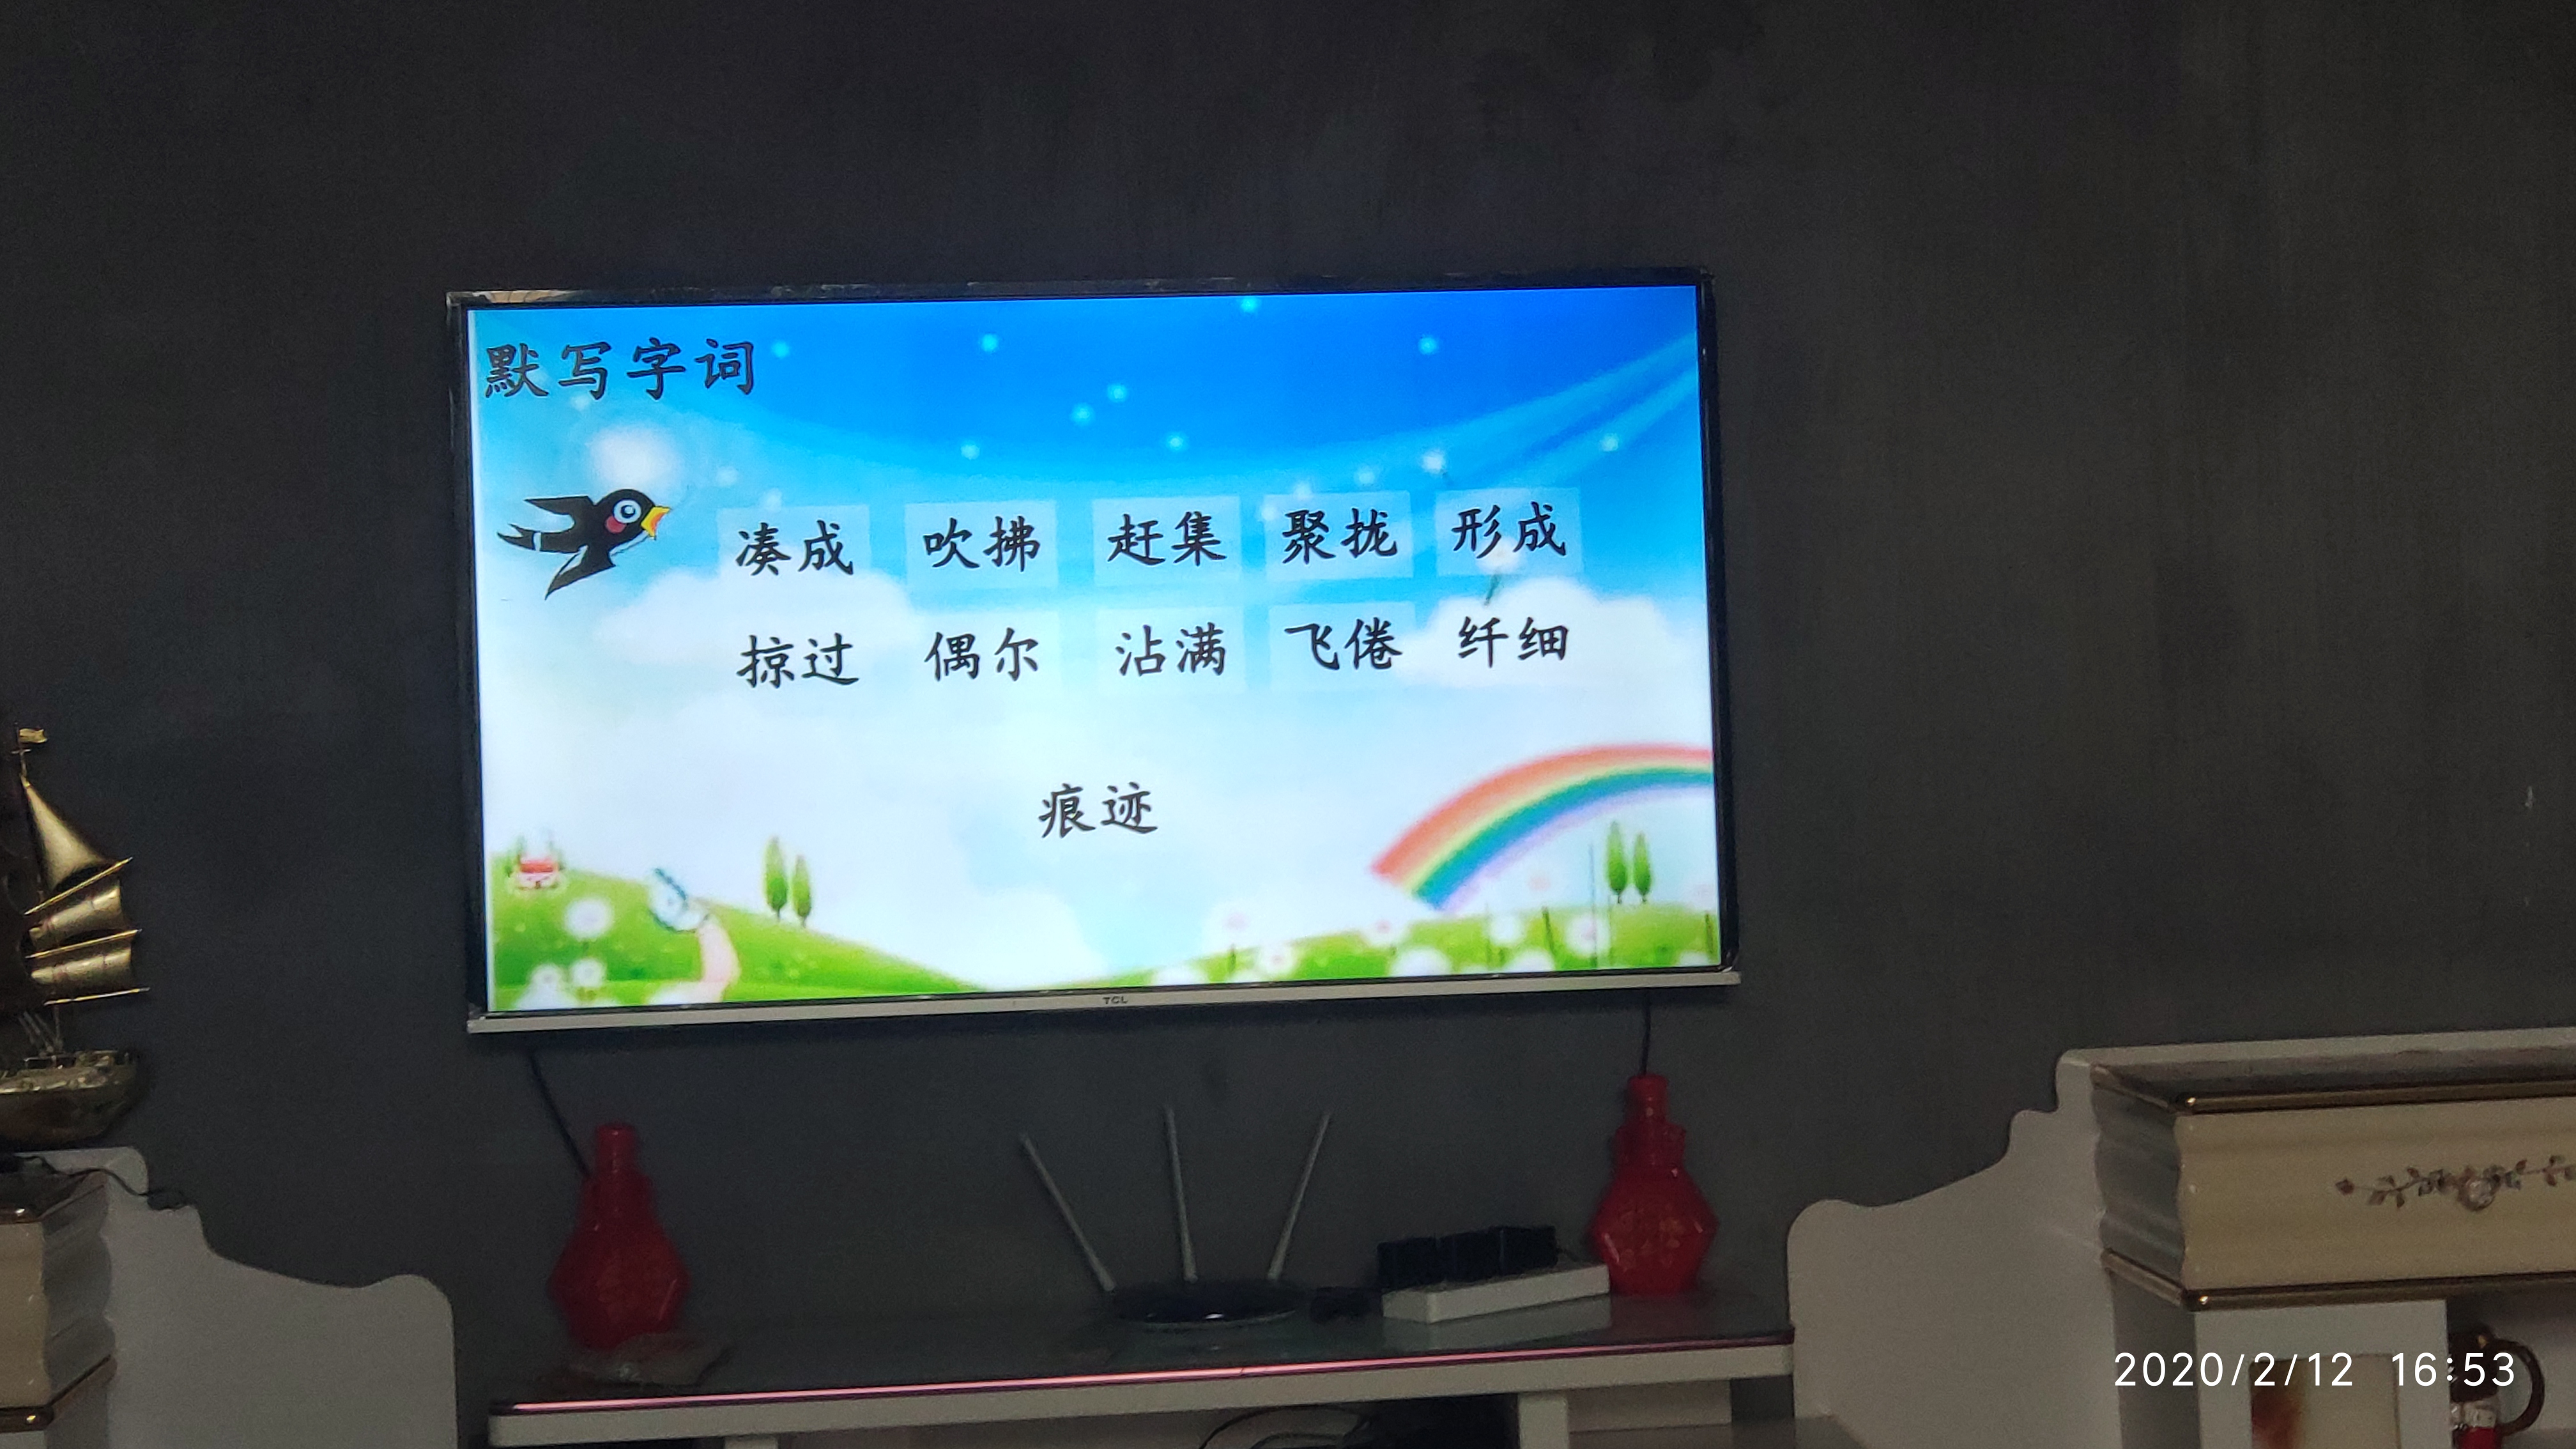 默写字词
凑成 吹拂 赶集 聚拢 形成
掠过 偶尔 沾满 飞倦 纤细
痕迹
TCL
2020/2/12 16:53